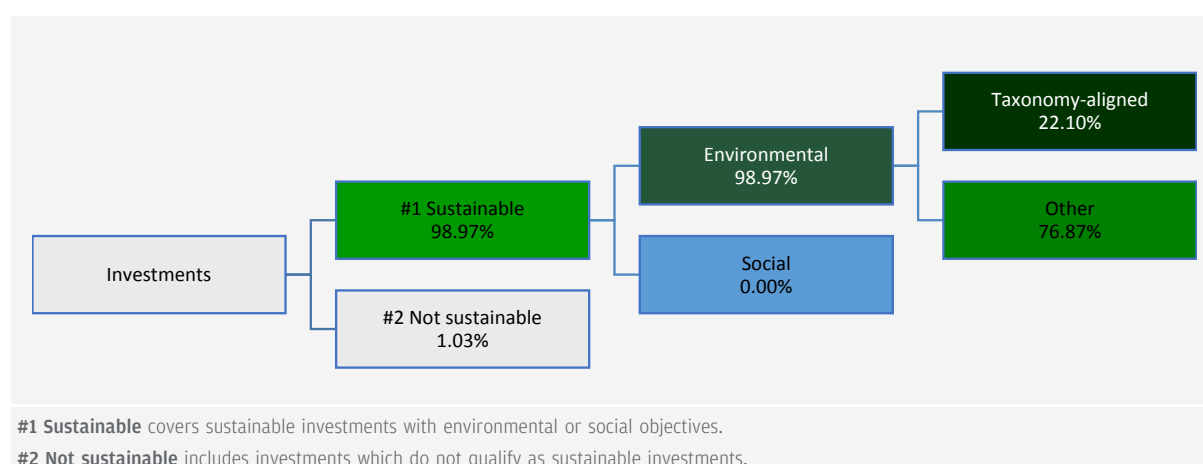 Taxonomy-aligned
22.10%
Environmental
98.97%
#1 Sustainable
98.97%
Other
76.87%
Investments
Social
0.00%
#2 Not sustainable
1.03%
#1 Sustainable covers sustainable investments with environmental or social objectives.
#2 Not sustainable includes investments which do not qualify as sustainable investments.